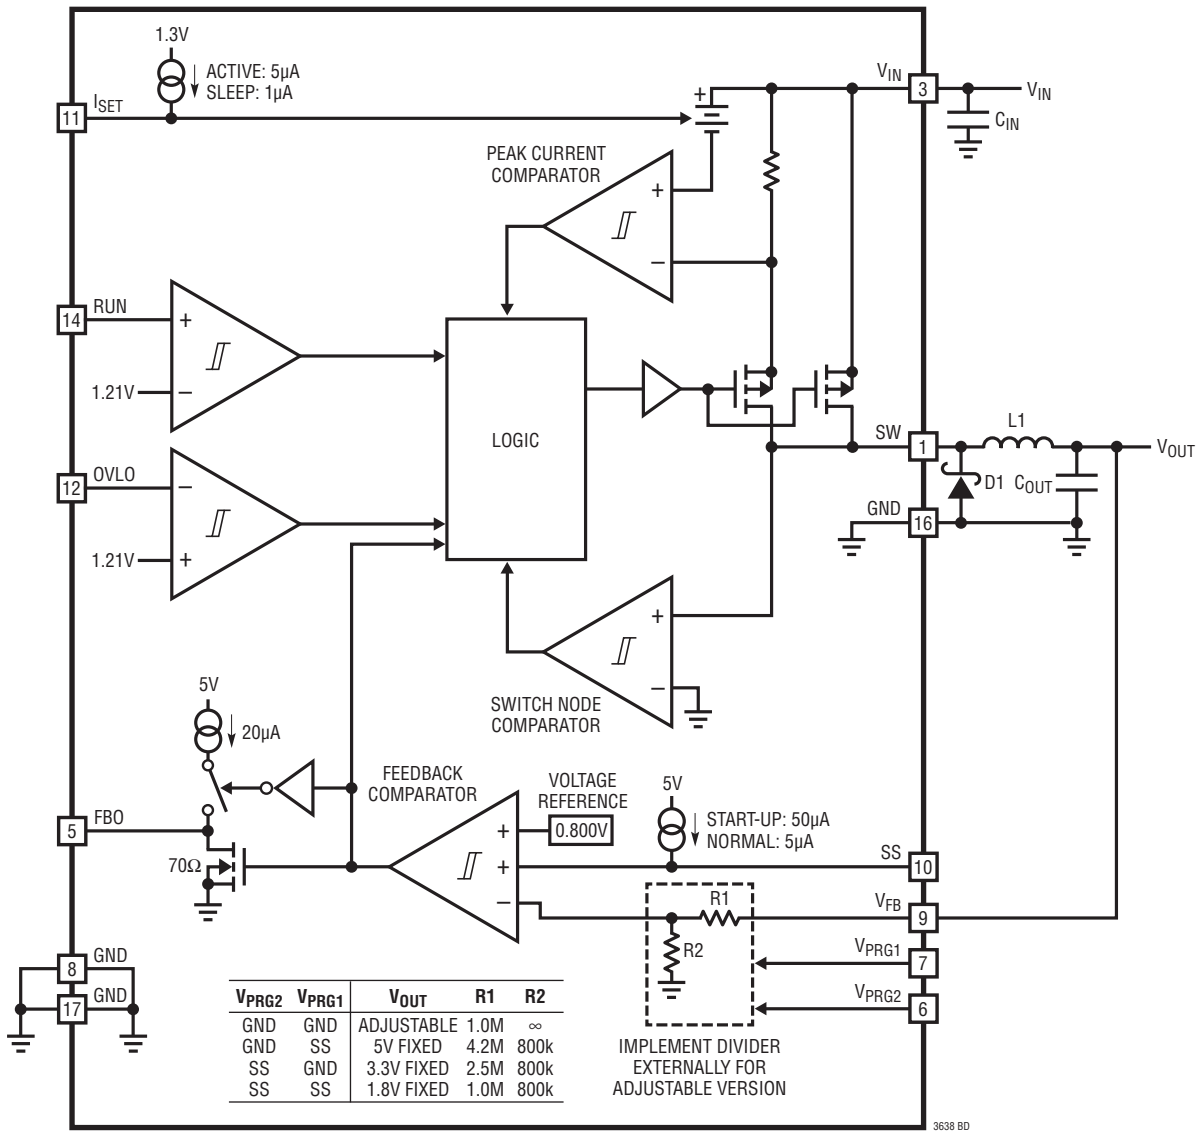 1.3V
ACTIVE: 5µA
SLEEP: 1µA
11
ISET
+
VIN
3
VIN
CIN
PEAK CURRENT
COMPARATOR
+
−
14
RUN
+
1.21V
−
LOGIC
12
OVLO
−
1.21V
+
SW
1
L1
VOUT
D1
COUT
GND
16
+
−
SWITCH NODE
COMPARATOR
5V
20µA
5
FBO
70Ω
FEEDBACK
COMPARATOR
VOLTAGE
REFERENCE
0.800V
+
+
−
5V
START-UP: 50µA
NORMAL: 5µA
SS
10
R1
VFB
9
R2
VPRG1
7
VPRG2
6
IMPLEMENT DIVIDER
EXTERNALLY FOR
ADJUSTABLE VERSION
8
GND
17
GND
VPRG2 VPRG1 VOUT R1 R2
GND GND ADJUSTABLE 1.0M ∞
GND SS 5V FIXED 4.2M 800k
SS GND 3.3V FIXED 2.5M 800k
SS SS 1.8V FIXED 1.0M 800k
3638 BD